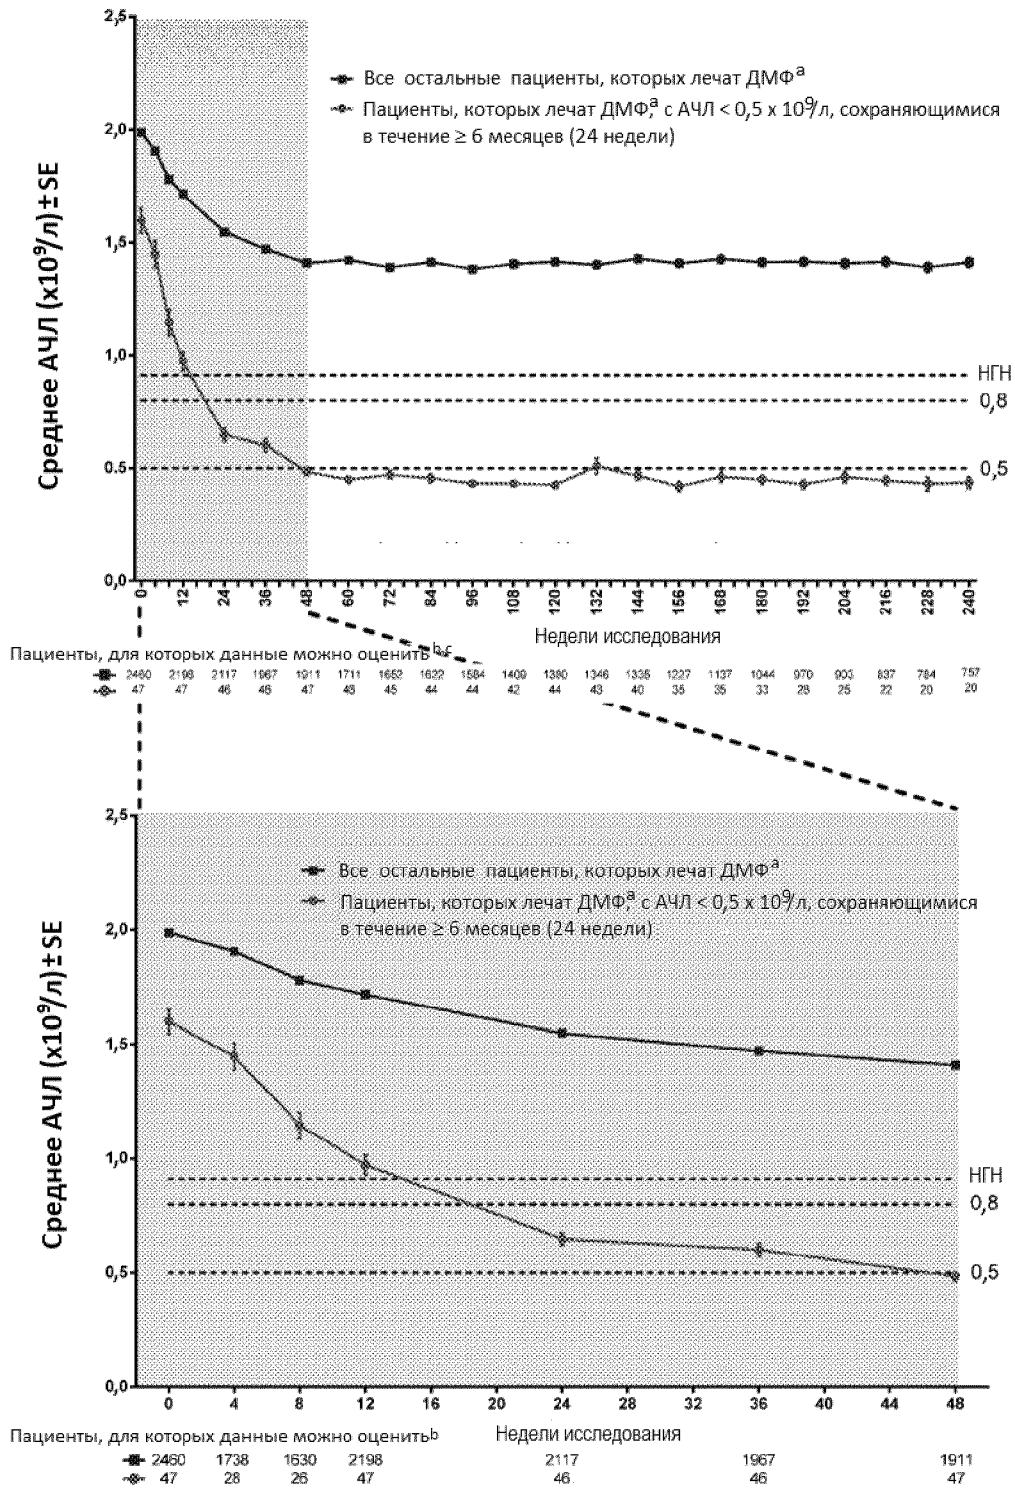 2,5
Все остальные пациенты, которых лечат ДМФa
Пациенты, которых лечат ДМФ,a с АЧЛ < 0,5 x 109/л, сохраняющимися
в течение ≥ 6 месяцев (24 недели)
2,0
Среднее АЧЛ (x109/л) ± SE
1,5
1,0
НГН
0,8
0.5
0,5
0,0
0 12 24 36 48 60 72 84 96 108 120 132 144 156 168 180 192 204 216 228 240
Недели исследования
Пациенты, для которых данные можно оценить b,c
2460 2198 2117 1967 1911 1711 1652 1622 1584 1409 1380 1346 1335 1227 1137 1044 970 903 837 784 757
47 47 46 46 47 46 45 44 44 42 44 43 40 35 35 33 28 25 22 20 20
2,5
Все остальные пациенты, которых лечат ДМФa
Пациенты, которых лечат ДМФ,a с АЧЛ < 0,5 x 109/л, сохраняющимися
в течение ≥ 6 месяцев (24 недели)
2,0
Среднее АЧЛ (x109/л) ± SE
1,5
1,0
НГН
0,8
0,5
0,5
0,0
0 4 8 12 16 20 24 28 32 36 40 44 48
Пациенты, для которых данные можно оценитьb
Недели исследования
2460 1738 1630 2198 2117 1967 1911
47 28 26 47 46 46 47